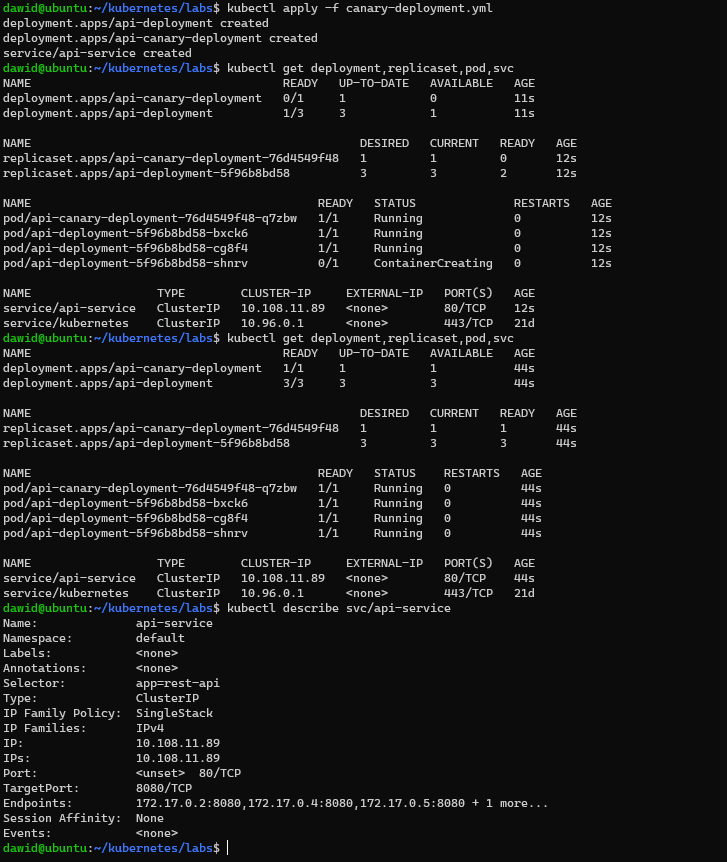 dawid@ubuntu:~/kubernetes/labs$ kubectl apply -f canary-deployment.yml
deployment.apps/api-deployment created
deployment.apps/api-canary-deployment created
service/api-service created
dawid@ubuntu:~/kubernetes/labs$ kubectl get deployment,replicaset,pod,svc
NAME                                    READY   UP-TO-DATE   AVAILABLE   AGE
deployment.apps/api-canary-deployment   0/1     1            0           11s
deployment.apps/api-deployment          1/3     3            1           11s

NAME                                               DESIRED   CURRENT   READY   AGE
replicaset.apps/api-canary-deployment-76d4549f48   1         1         0       12s
replicaset.apps/api-deployment-5f96b8bd58          3         3         2       12s

NAME                                         READY   STATUS              RESTARTS   AGE
pod/api-canary-deployment-76d4549f48-q7zbw   1/1     Running             0          12s
pod/api-deployment-5f96b8bd58-bxck6          1/1     Running             0          12s
pod/api-deployment-5f96b8bd58-cg8f4          1/1     Running             0          12s
pod/api-deployment-5f96b8bd58-shnrv          0/1     ContainerCreating   0          12s

NAME                  TYPE        CLUSTER-IP     EXTERNAL-IP   PORT(S)   AGE
service/api-service   ClusterIP   10.108.11.89   <none>        80/TCP    12s
service/kubernetes    ClusterIP   10.96.0.1      <none>        443/TCP   21d
dawid@ubuntu:~/kubernetes/labs$ kubectl get deployment,replicaset,pod,svc
NAME                                    READY   UP-TO-DATE   AVAILABLE   AGE
deployment.apps/api-canary-deployment   1/1     1            1           44s
deployment.apps/api-deployment          3/3     3            3           44s

NAME                                               DESIRED   CURRENT   READY   AGE
replicaset.apps/api-canary-deployment-76d4549f48   1         1         1       44s
replicaset.apps/api-deployment-5f96b8bd58          3         3         3       44s

NAME                                         READY   STATUS    RESTARTS   AGE
pod/api-canary-deployment-76d4549f48-q7zbw   1/1     Running   0          44s
pod/api-deployment-5f96b8bd58-bxck6          1/1     Running   0          44s
pod/api-deployment-5f96b8bd58-cg8f4          1/1     Running   0          44s
pod/api-deployment-5f96b8bd58-shnrv          1/1     Running   0          44s

NAME                  TYPE        CLUSTER-IP     EXTERNAL-IP   PORT(S)   AGE
service/api-service   ClusterIP   10.108.11.89   <none>        80/TCP    44s
service/kubernetes    ClusterIP   10.96.0.1      <none>        443/TCP   21d
dawid@ubuntu:~/kubernetes/labs$ kubectl describe svc/api-service
Name:              api-service
Namespace:         default
Labels:            <none>
Annotations:       <none>
Selector:          app=rest-api
Type:              ClusterIP
IP Family Policy:  SingleStack
IP Families:       IPv4
IP:                10.108.11.89
IPs:               10.108.11.89
Port:              <unset>  80/TCP
TargetPort:        8080/TCP
Endpoints:         172.17.0.2:8080,172.17.0.4:8080,172.17.0.5:8080 + 1 more...
Session Affinity:  None
Events:            <none>
dawid@ubuntu:~/kubernetes/labs$